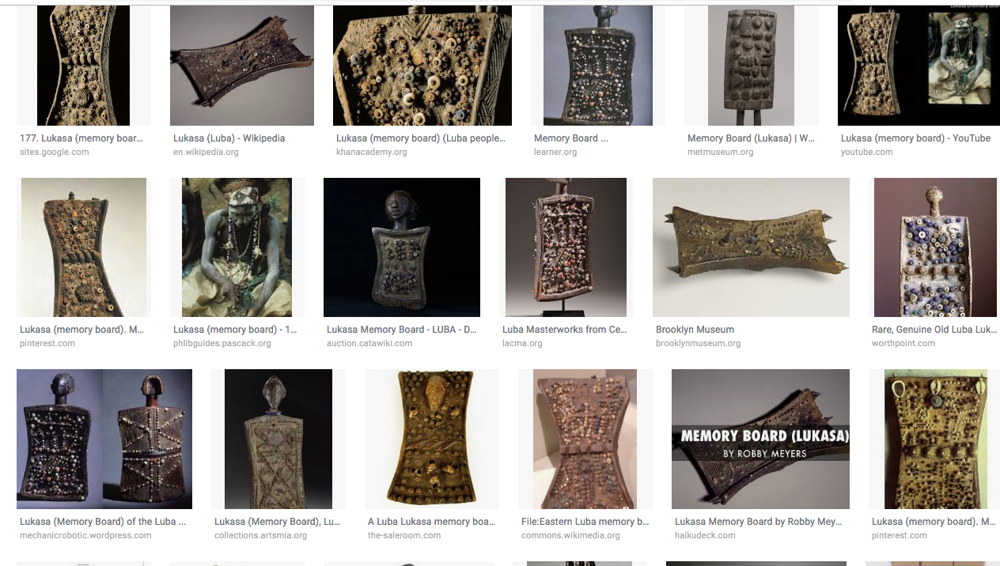 Lukasa (memory boar
177. Lukasa (memory boar...
sites.google.com
Lukasa (Luba) - Wikipedia
en.wikipedia.org
Lukasa (memory board) (Luba people...
khanacademy.org
Memory Board ...
learner.org
Memory Board (Lukasa) | W...
metmuseum.org
Lukasa (memory board) - YouTube
youtube.com
Lukasa (memory board). M...
pinterest.com
Lukasa (memory board) - 1...
phlibguides.pascack.org
Lukasa Memory Board - LUBA - D...
auction.catawiki.com
Luba Masterworks from Ce...
lacma.org
Brooklyn Museum
brooklynmuseum.org
Rare, Genuine Old Luba Luk...
worthpoint.com
MEMORY BOARD (LUKASA)
BY ROBBY MEYERS
Lukasa (Memory Board) of the Luba ...
mechanicrobotic.wordpress.com
Lukasa (Memory Board), Lu...
collections.artsmia.org
A Luba Lukasa memory boa...
the-saleroom.com
File:Eastern Luba memory b...
commons.wikimedia.org
Lukasa Memory Board by Robby Mey...
haikudeck.com
Lukasa (memory board). M...
pinterest.com